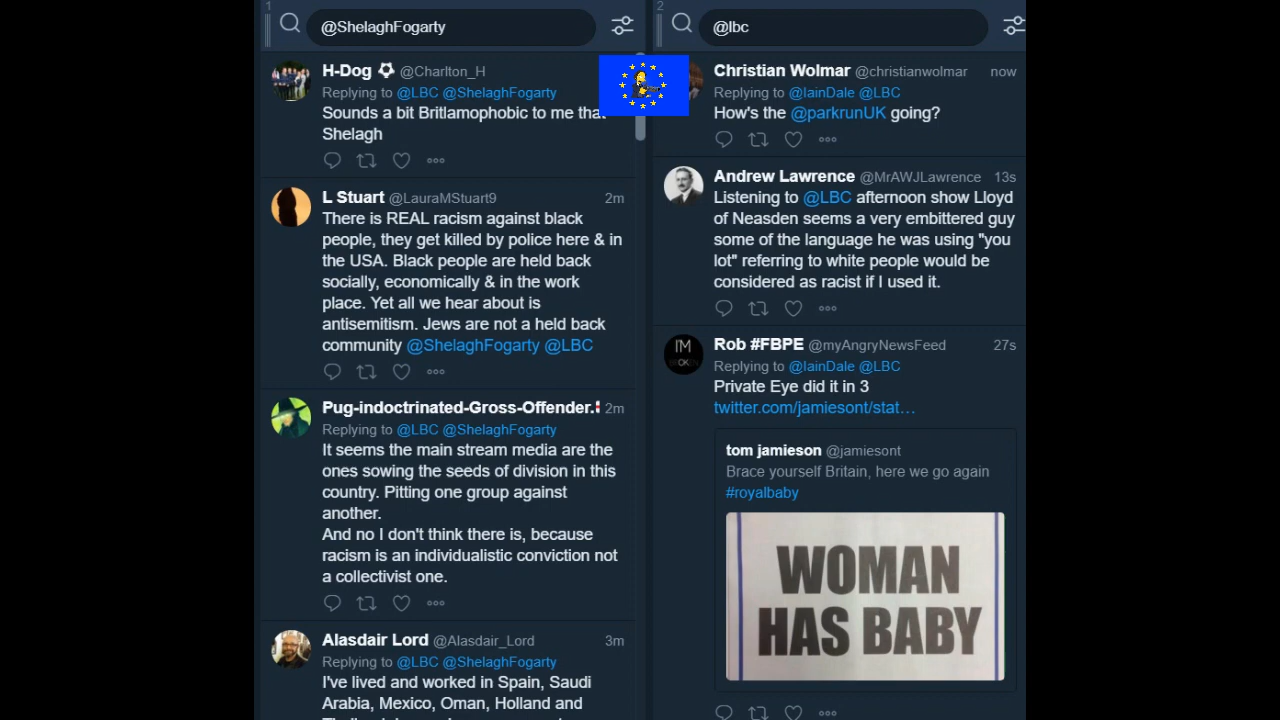 1
@ShelaghFogarty
H-Dog ⚽ @Charlton_H
Replying to @LBC @ShelaghFogarty
Sounds a bit Britlamophobic to me that
Shelagh
L Stuart @LauraMStuart9 2m
There is REAL racism against black
people, they get killed by police here & in
the USA. Black people are held back
socially, economically & in the work
place. Yet all we hear about is
antisemitism. Jews are not a held back
community @ShelaghFogarty @LBC
Pug-indoctrinated-Gross-Offender. 2m
Replying to @LBC @ShelaghFogarty
It seems the main stream media are the
ones sowing the seeds of division in this
country. Pitting one group against
another.
And no I don't think there is, because
racism is an individualistic conviction not
a collectivist one.
Alasdair Lord @Alasdair_Lord 3m
Replying to @LBC @ShelaghFogarty
I've lived and worked in Spain, Saudi
Arabia, Mexico, Oman, Holland and
2
@lbc
Christian Wolmar @christianwolmar now
Replying to @IainDale @LBC
How's the @parkrunUK going?
Andrew Lawrence @MrAWJLawrence 13s
Listening to @LBC afternoon show Lloyd
of Neasden seems a very embittered guy
some of the language he was using "you
lot" referring to white people would be
considered as racist if I used it.
IM
OK
Rob #FBPE @myAngryNewsFeed 27s
Replying to @IainDale @LBC
Private Eye did it in 3
twitter.com/jamiesont/stat…
tom jamieson @jamiesont
Brace yourself Britain, here we go again
#royalbaby
WOMAN
HAS BABY